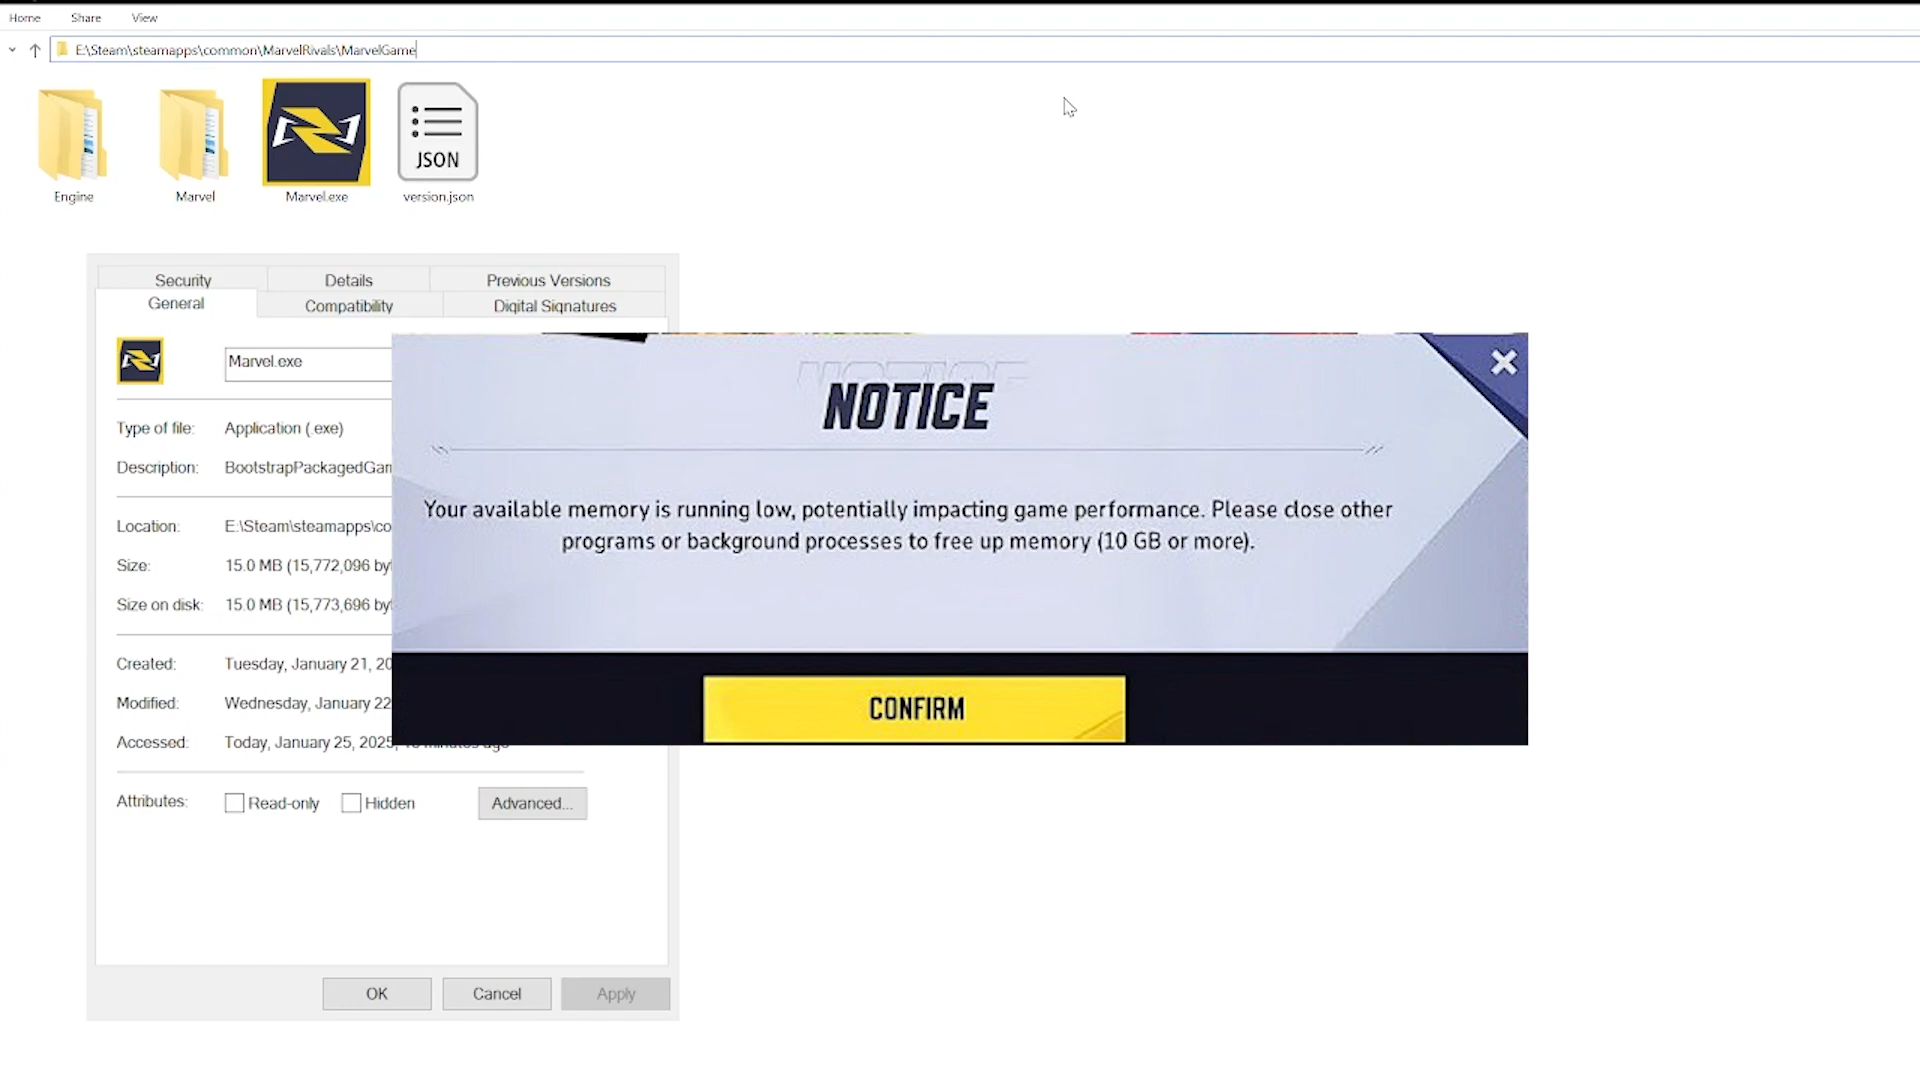 Home Share View
E:\Steam\steamapps\common\MarvelRivals\MarvelGame
JSON
Engine Marvel Marvel.exe version.json
Security Details Previous Versions
General Compatibility Digital Signatures
Marvel.exe
Type of file: Application (.exe)
Description: BootstrapPackagedGam
Location: E:\Steam\steamapps\co
Size: 15.0 MB (15,772,096 by
Size on disk: 15.0 MB (15,773,696 by
Created: Tuesday, January 21, 20
Modified: Wednesday, January 22
Accessed: Today, January 25, 2025, minutes ago
Attributes: Read-only Hidden Advanced...
OK Cancel Apply
NOTICE
NOTICE
Your available memory is running low, potentially impacting game performance. Please close other
programs or background processes to free up memory (10 GB or more).
CONFIRM